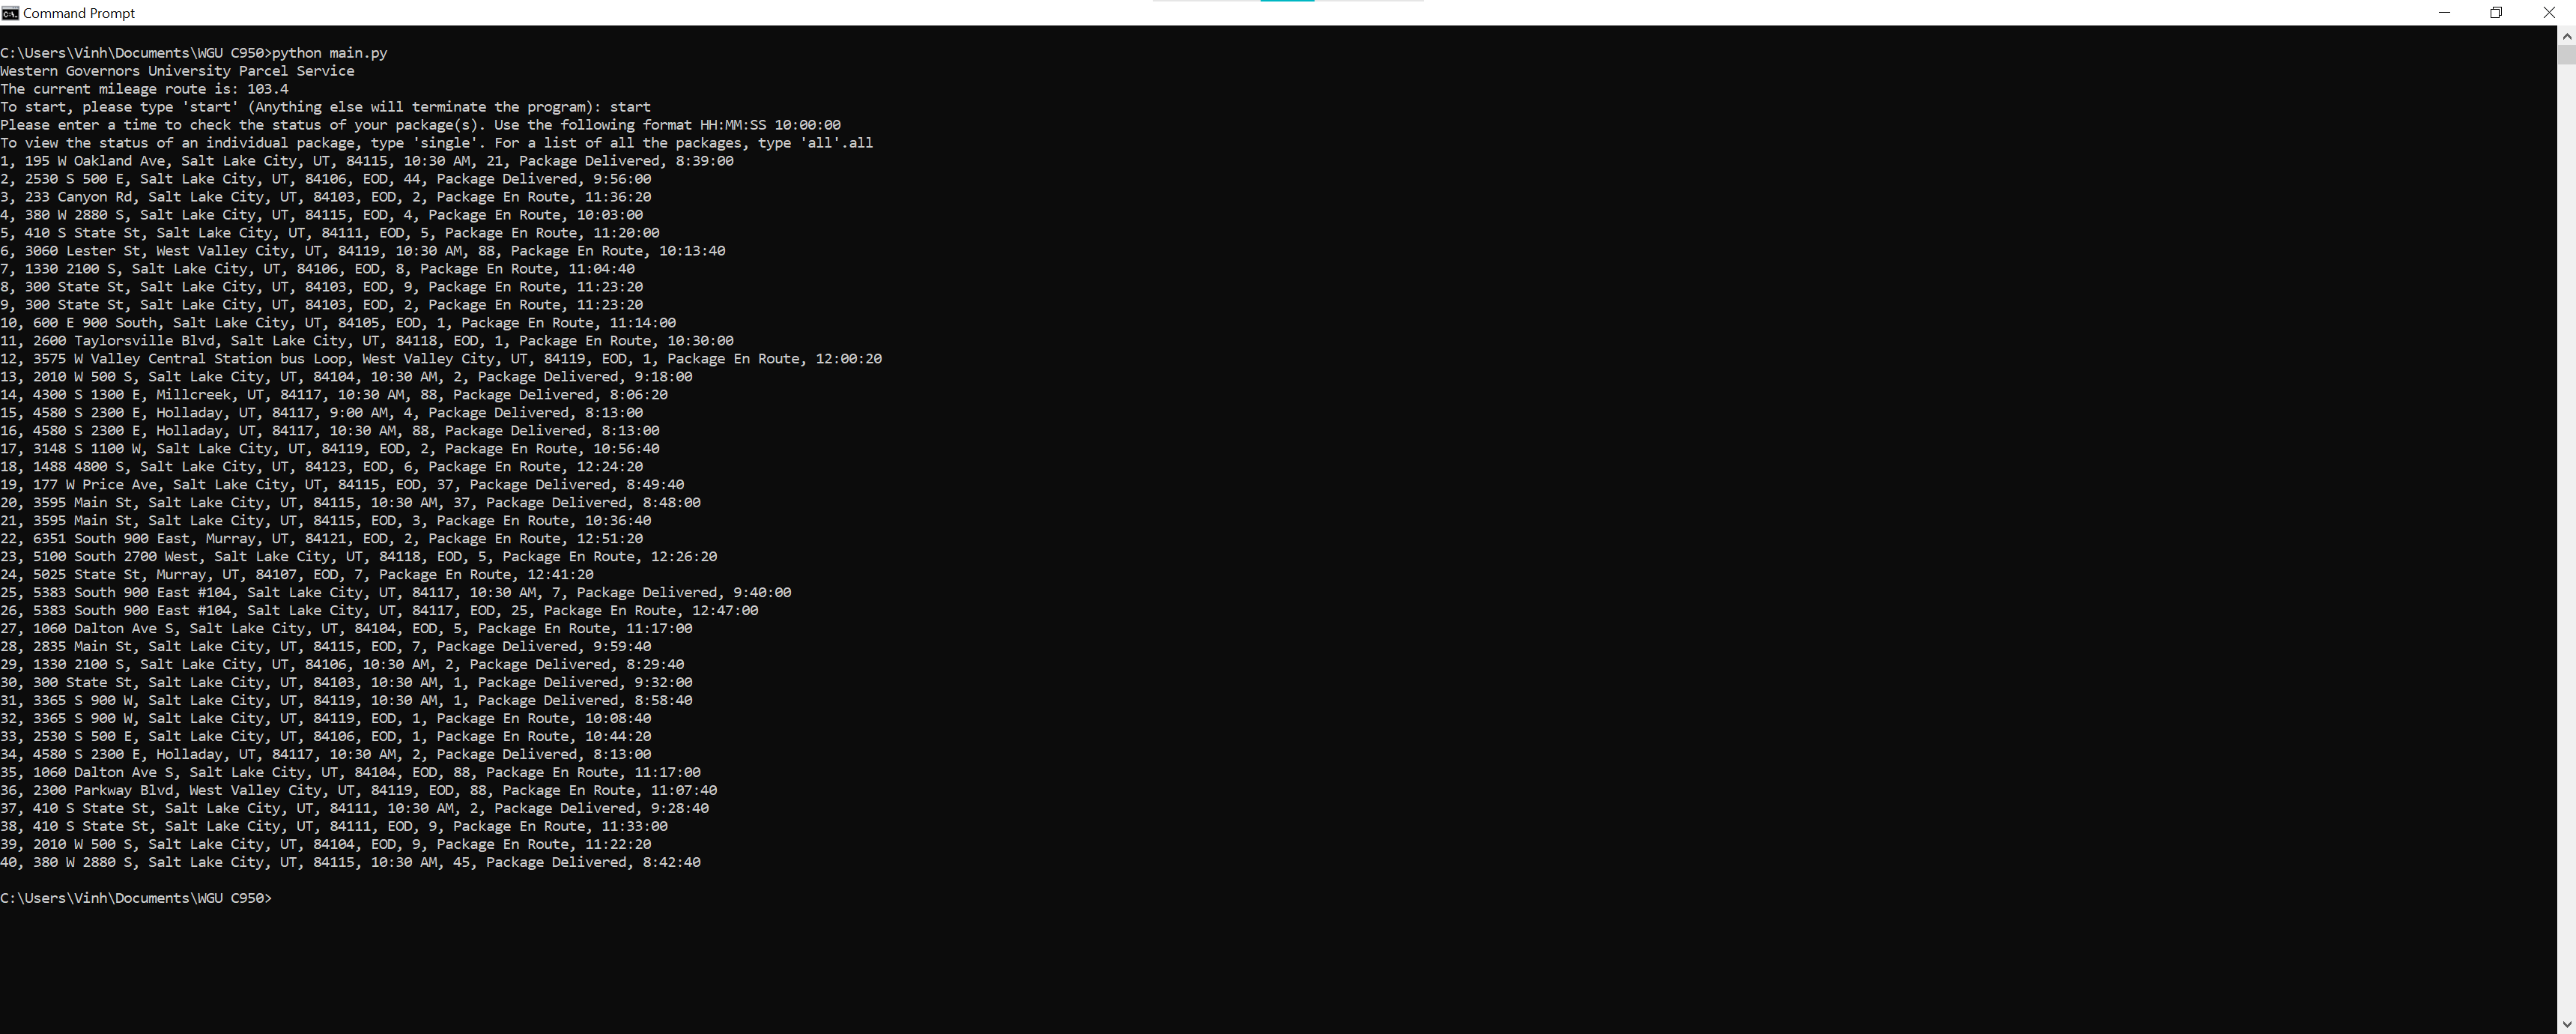 Command Prompt
C:\Users\Vinh\Documents\WGU C950>python main.py
Western Governors University Parcel Service
The current mileage route is: 103.4
To start, please type 'start' (Anything else will terminate the program): start
Please enter a time to check the status of your package(s). Use the following format HH:MM:SS 10:00:00
To view the status of an individual package, type 'single'. For a list of all the packages, type 'all'.all
1, 195 W Oakland Ave, Salt Lake City, UT, 84115, 10:30 AM, 21, Package Delivered, 8:39:00
2, 2530 S 500 E, Salt Lake City, UT, 84106, EOD, 44, Package Delivered, 9:56:00
3, 233 Canyon Rd, Salt Lake City, UT, 84103, EOD, 2, Package En Route, 11:36:20
4, 380 W 2880 S, Salt Lake City, UT, 84115, EOD, 4, Package En Route, 10:03:00
5, 410 S State St, Salt Lake City, UT, 84111, EOD, 5, Package En Route, 11:20:00
6, 3060 Lester St, West Valley City, UT, 84119, 10:30 AM, 88, Package En Route, 10:13:40
7, 1330 2100 S, Salt Lake City, UT, 84106, EOD, 8, Package En Route, 11:04:40
8, 300 State St, Salt Lake City, UT, 84103, EOD, 9, Package En Route, 11:23:20
9, 300 State St, Salt Lake City, UT, 84103, EOD, 2, Package En Route, 11:23:20
10, 600 E 900 South, Salt Lake City, UT, 84105, EOD, 1, Package En Route, 11:14:00
11, 2600 Taylorsville Blvd, Salt Lake City, UT, 84118, EOD, 1, Package En Route, 10:30:00
12, 3575 W Valley Central Station bus Loop, West Valley City, UT, 84119, EOD, 1, Package En Route, 12:00:20
13, 2010 W 500 S, Salt Lake City, UT, 84104, 10:30 AM, 2, Package Delivered, 9:18:00
14, 4300 S 1300 E, Millcreek, UT, 84117, 10:30 AM, 88, Package Delivered, 8:06:20
15, 4580 S 2300 E, Holladay, UT, 84117, 9:00 AM, 4, Package Delivered, 8:13:00
16, 4580 S 2300 E, Holladay, UT, 84117, 10:30 AM, 88, Package Delivered, 8:13:00
17, 3148 S 1100 W, Salt Lake City, UT, 84119, EOD, 2, Package En Route, 10:56:40
18, 1488 4800 S, Salt Lake City, UT, 84123, EOD, 6, Package En Route, 12:24:20
19, 177 W Price Ave, Salt Lake City, UT, 84115, EOD, 37, Package Delivered, 8:49:40
20, 3595 Main St, Salt Lake City, UT, 84115, 10:30 AM, 37, Package Delivered, 8:48:00
21, 3595 Main St, Salt Lake City, UT, 84115, EOD, 3, Package En Route, 10:36:40
22, 6351 South 900 East, Murray, UT, 84121, EOD, 2, Package En Route, 12:51:20
23, 5100 South 2700 West, Salt Lake City, UT, 84118, EOD, 5, Package En Route, 12:26:20
24, 5025 State St, Murray, UT, 84107, EOD, 7, Package En Route, 12:41:20
25, 5383 South 900 East #104, Salt Lake City, UT, 84117, 10:30 AM, 7, Package Delivered, 9:40:00
26, 5383 South 900 East #104, Salt Lake City, UT, 84117, EOD, 25, Package En Route, 12:47:00
27, 1060 Dalton Ave S, Salt Lake City, UT, 84104, EOD, 5, Package En Route, 11:17:00
28, 2835 Main St, Salt Lake City, UT, 84115, EOD, 7, Package Delivered, 9:59:40
29, 1330 2100 S, Salt Lake City, UT, 84106, 10:30 AM, 2, Package Delivered, 8:29:40
30, 300 State St, Salt Lake City, UT, 84103, 10:30 AM, 1, Package Delivered, 9:32:00
31, 3365 S 900 W, Salt Lake City, UT, 84119, 10:30 AM, 1, Package Delivered, 8:58:40
32, 3365 S 900 W, Salt Lake City, UT, 84119, EOD, 1, Package En Route, 10:08:40
33, 2530 S 500 E, Salt Lake City, UT, 84106, EOD, 1, Package En Route, 10:44:20
34, 4580 S 2300 E, Holladay, UT, 84117, 10:30 AM, 2, Package Delivered, 8:13:00
35, 1060 Dalton Ave S, Salt Lake City, UT, 84104, EOD, 88, Package En Route, 11:17:00
36, 2300 Parkway Blvd, West Valley City, UT, 84119, EOD, 88, Package En Route, 11:07:40
37, 410 S State St, Salt Lake City, UT, 84111, 10:30 AM, 2, Package Delivered, 9:28:40
38, 410 S State St, Salt Lake City, UT, 84111, EOD, 9, Package En Route, 11:33:00
39, 2010 W 500 S, Salt Lake City, UT, 84104, EOD, 9, Package En Route, 11:22:20
40, 380 W 2880 S, Salt Lake City, UT, 84115, 10:30 AM, 45, Package Delivered, 8:42:40
C:\Users\Vinh\Documents\WGU C950>